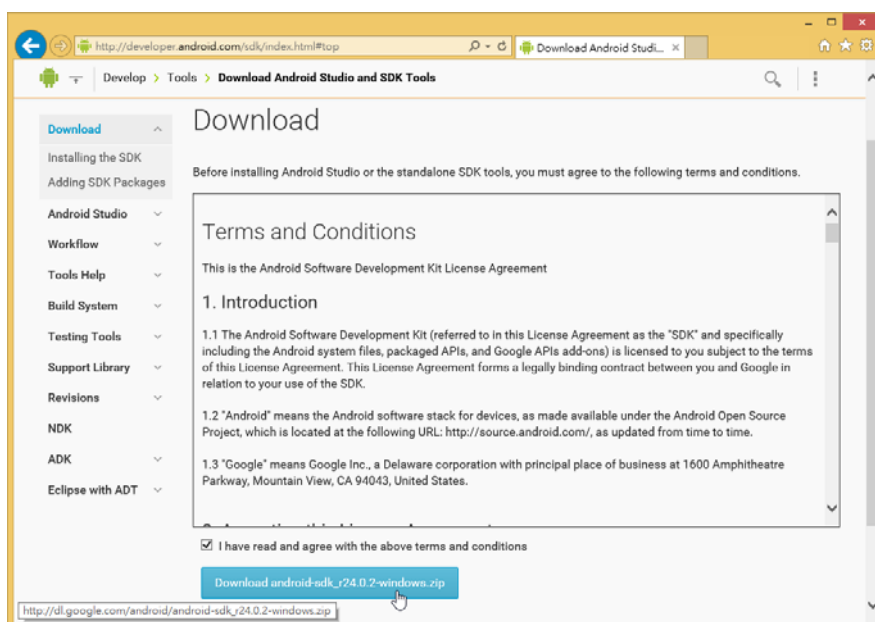 http://developer.android.com/sdk/index.html#top
Download Android Studi...
Develop > Tools > Download Android Studio and SDK Tools
Download
Installing the SDK
Adding SDK Packages
Android Studio
Workflow
Tools Help
Build System
Testing Tools
Support Library
Revisions
NDK
ADK
Eclipse with ADT
Download
Before installing Android Studio or the standalone SDK tools, you must agree to the following terms and conditions.
Terms and Conditions
This is the Android Software Development Kit License Agreement
1. Introduction
1.1 The Android Software Development Kit (referred to in this License Agreement as the "SDK" and specifically
including the Android system files, packaged APIs, and Google APIs add-ons) is licensed to you subject to the terms
of this License Agreement. This License Agreement forms a legally binding contract between you and Google in
relation to your use of the SDK.
1.2 "Android" means the Android software stack for devices, as made available under the Android Open Source
Project, which is located at the following URL: http://source.android.com/, as updated from time to time.
1.3 "Google" means Google Inc., a Delaware corporation with principal place of business at 1600 Amphitheatre
Parkway, Mountain View, CA 94043, United States.
I have read and agree with the above terms and conditions
Download android-sdk_r24.0.2-windows.zip
http://dl.google.com/android/android-sdk_r24.0.2-windows.zip